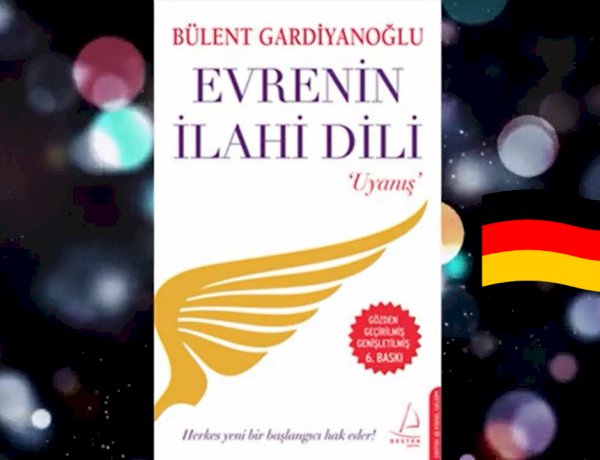 BÜLENT GARDİYANOĞLU
EVRENİN
İLAHİ DİLİ
'Uyanış'
GÖZDEN
GEÇİRİLMİŞ
GENİŞLETİLMİŞ
6. BASKI
Herkes yeni bir başlangıcı hak eder!
DESTEK